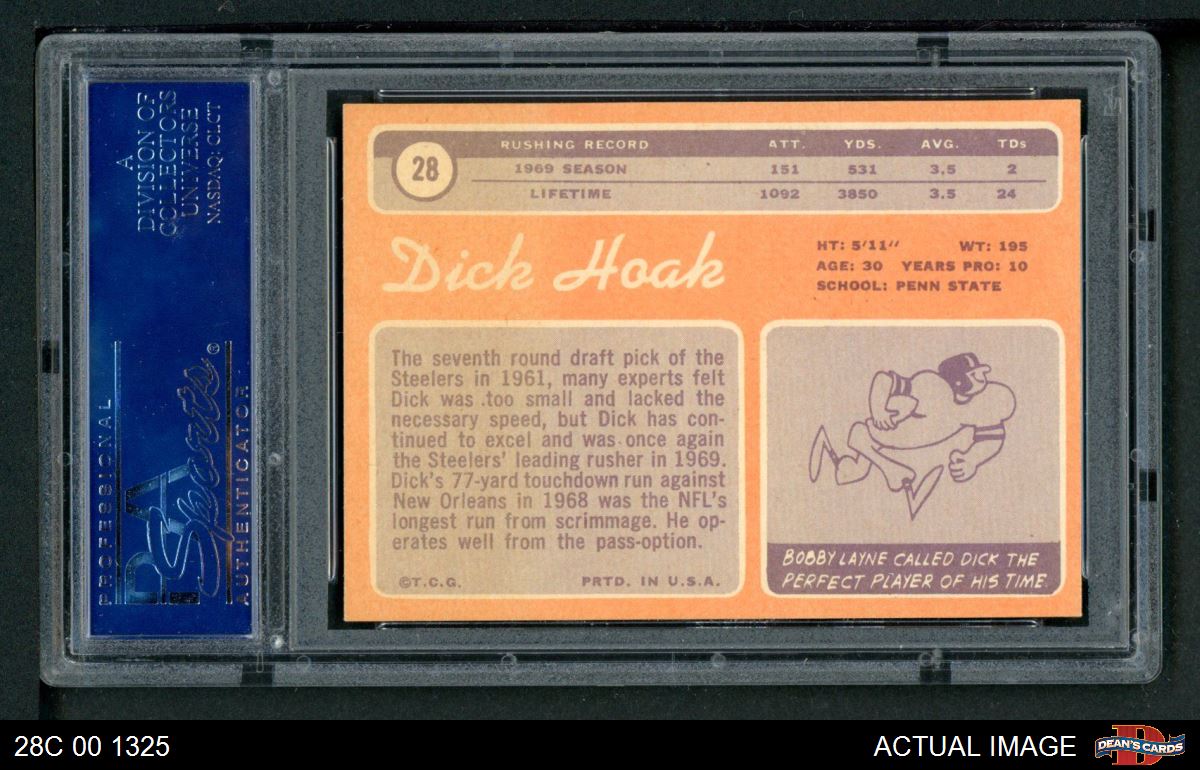 A
DIVISION OF
COLLECTORS
UNIVERSE
NASDAQ: CLCT
PROFESSIONAL
PSA
Sports®
AUTHENTICATOR
28
RUSHING RECORD ATT. YDS. AVG. TDs
1969 SEASON 151 531 3.5 2
LIFETIME 1092 3850 3.5 24
Dick Hoak
HT: 5'11" WT: 195
AGE: 30 YEARS PRO: 10
SCHOOL: PENN STATE
The seventh round draft pick of the
Steelers in 1961, many experts felt
Dick was .too small and lacked the
necessary speed, but Dick has con-
tinued to excel and was once again
the Steelers' leading rusher in 1969.
Dick's 77-yard touchdown run against
New Orleans in 1968 was the NFL's
longest run from scrimmage. He op-
erates well from the pass-option.
©T.C.G. PRTD. IN U.S.A.
BOBBY LAYNE CALLED DICK THE
PERFECT PLAYER OF HIS TIME.
28C 00 1325
ACTUAL IMAGE
D
DEAN'S CARDS